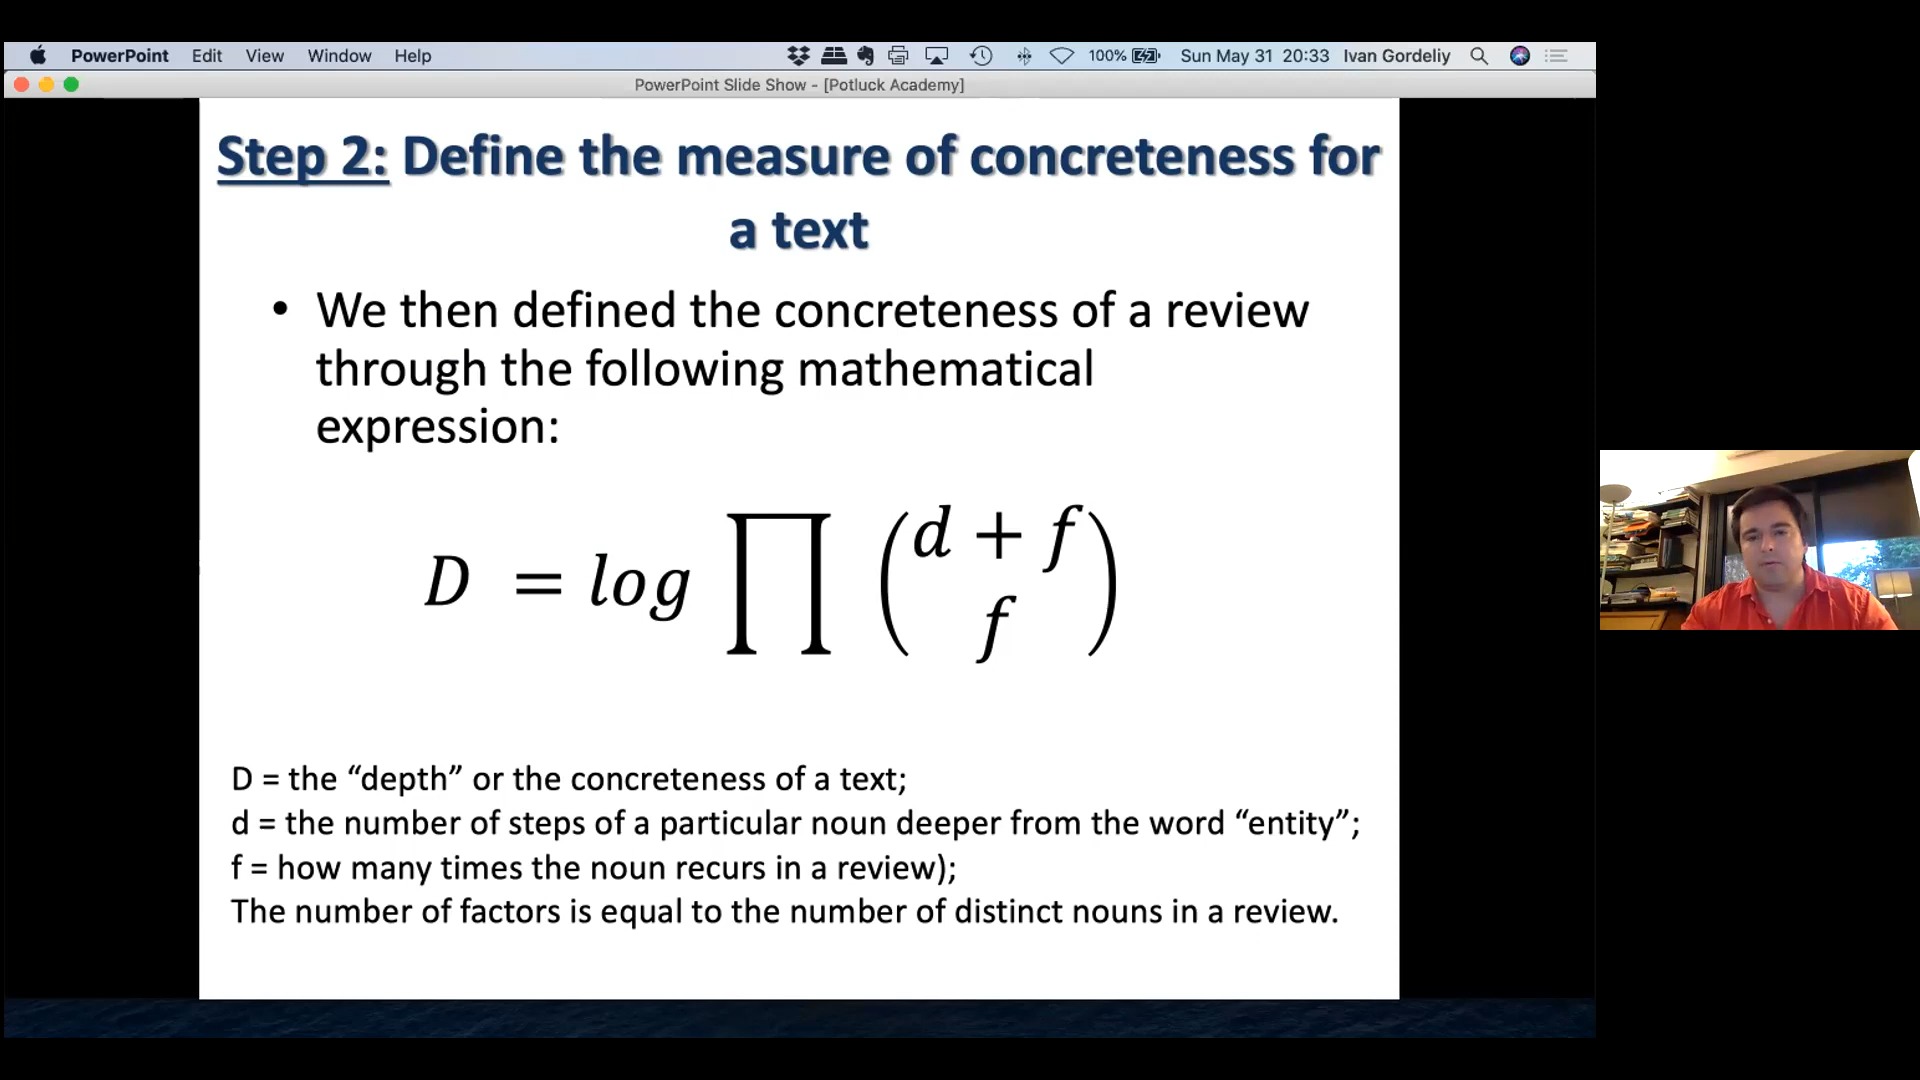 PowerPoint Edit View Window Help 100% Sun May 31 20:33 Ivan Gordeliy
PowerPoint Slide Show - [Potluck Academy]
Step 2: Define the measure of concreteness for
a text
• We then defined the concreteness of a review
through the following mathematical
expression:
D = log ∏ (d + f
f)
D = the “depth” or the concreteness of a text;
d = the number of steps of a particular noun deeper from the word “entity”;
f = how many times the noun recurs in a review);
The number of factors is equal to the number of distinct nouns in a review.